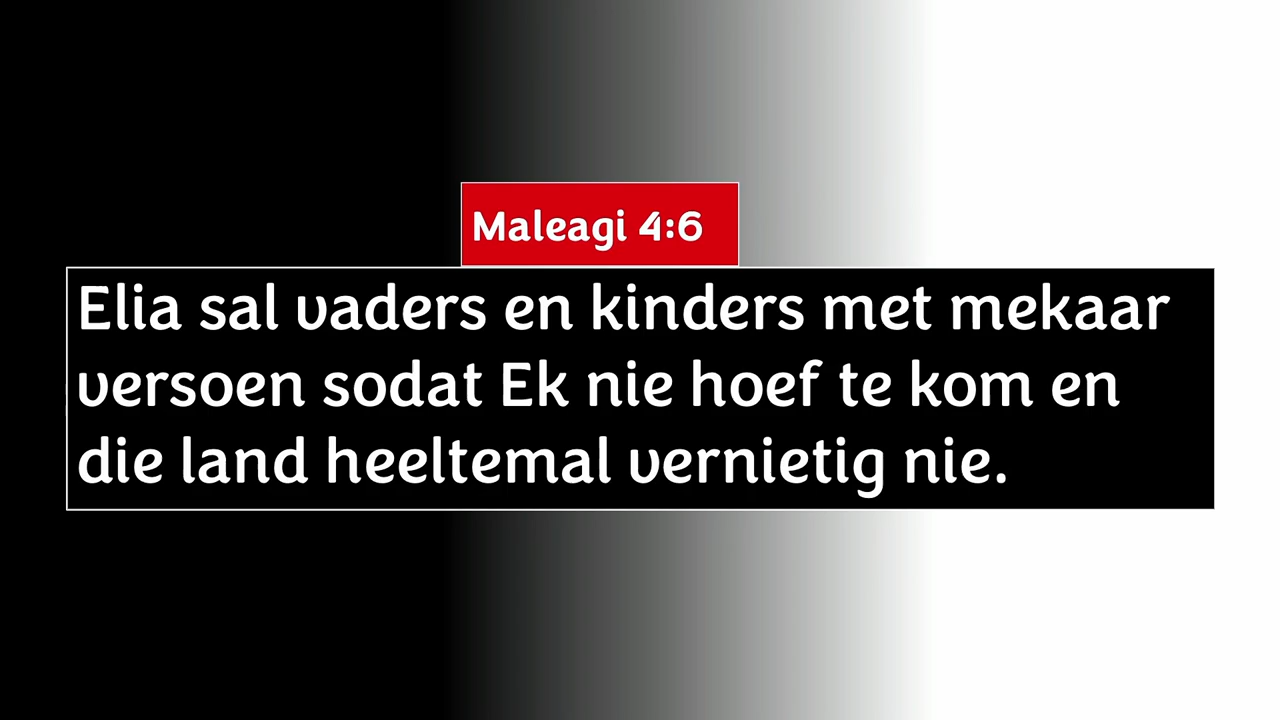 Maleagi 4:6
Elia sal vaders en kinders met mekaar
versoen sodat Ek nie hoef te kom en
die land heeltemal vernietig nie.